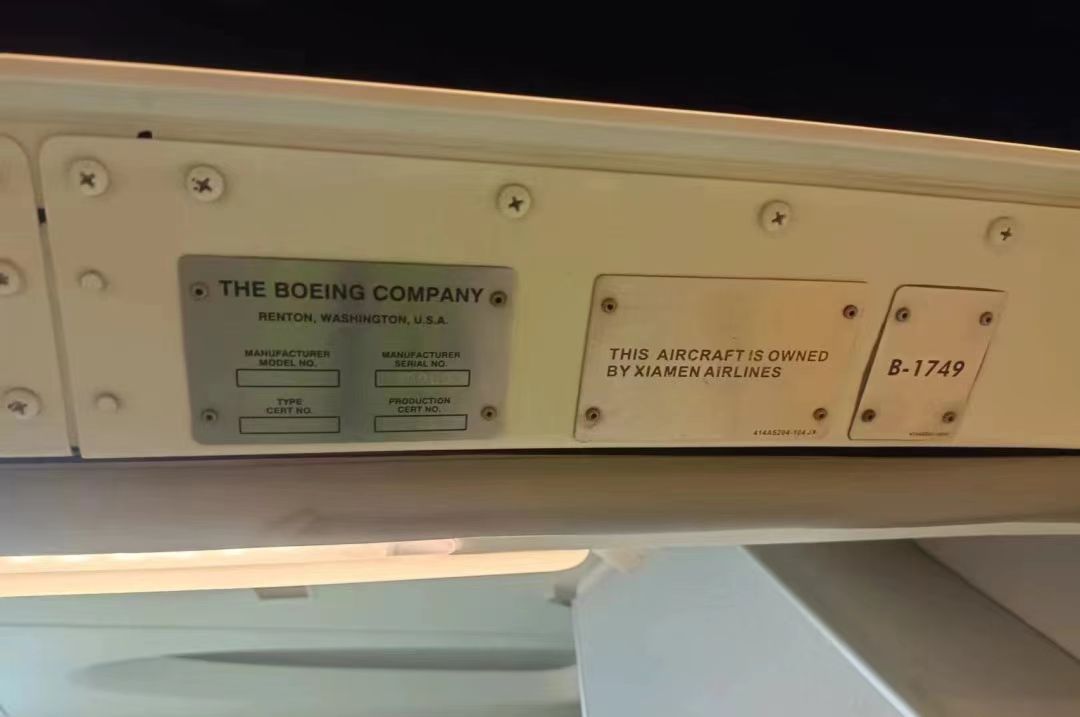 THE BOEING COMPANY
RENTON, WASHINGTON, U.S.A.
MANUFACTURER
MODEL NO.
MANUFACTURER
SERIAL NO.
TYPE
CERT NO.
PRODUCTION
CERT NO.
THIS AIRCRAFT IS OWNED
BY XIAMEN AIRLINES
B-1749